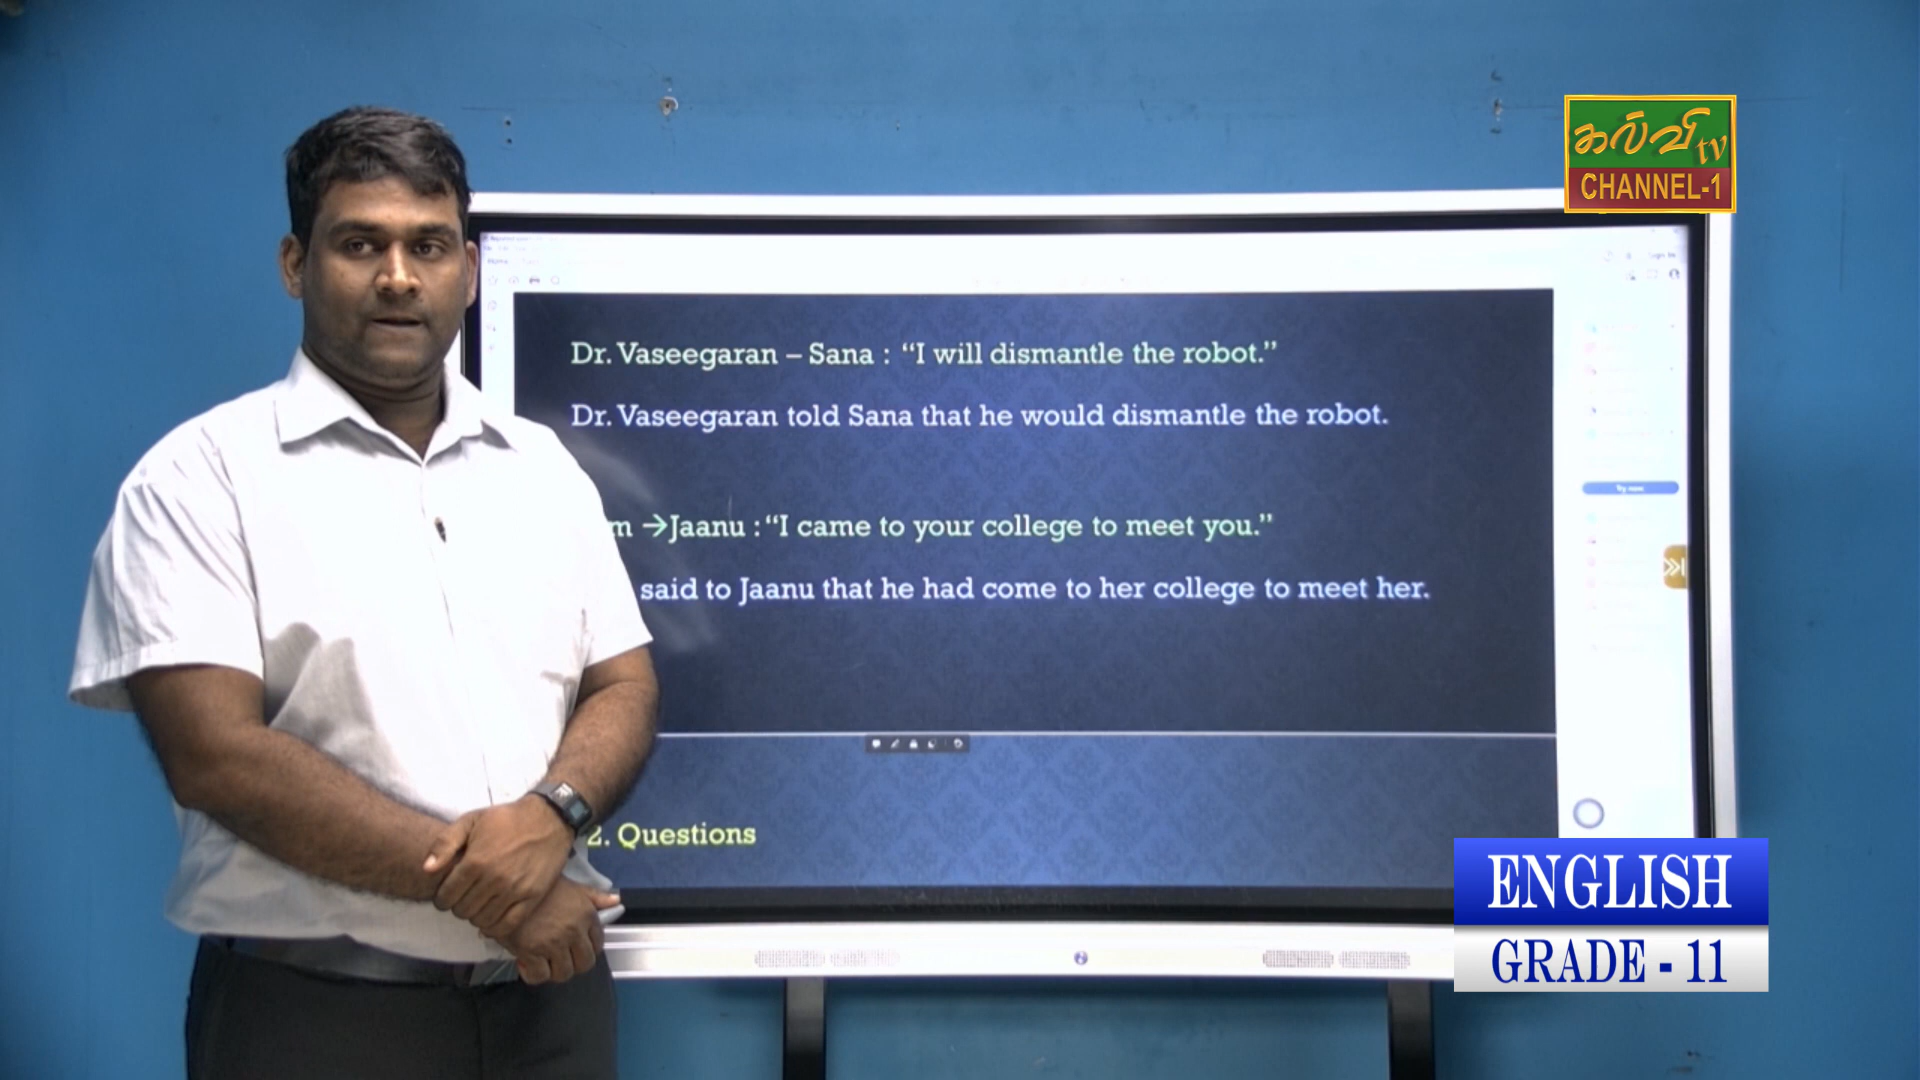 கல்வி tv
CHANNEL-1
Dr. Vaseegaran – Sana : “I will dismantle the robot.”
Dr. Vaseegaran told Sana that he would dismantle the robot.
m →Jaanu : “I came to your college to meet you.”
said to Jaanu that he had come to her college to meet her.
2. Questions
ENGLISH
GRADE - 11